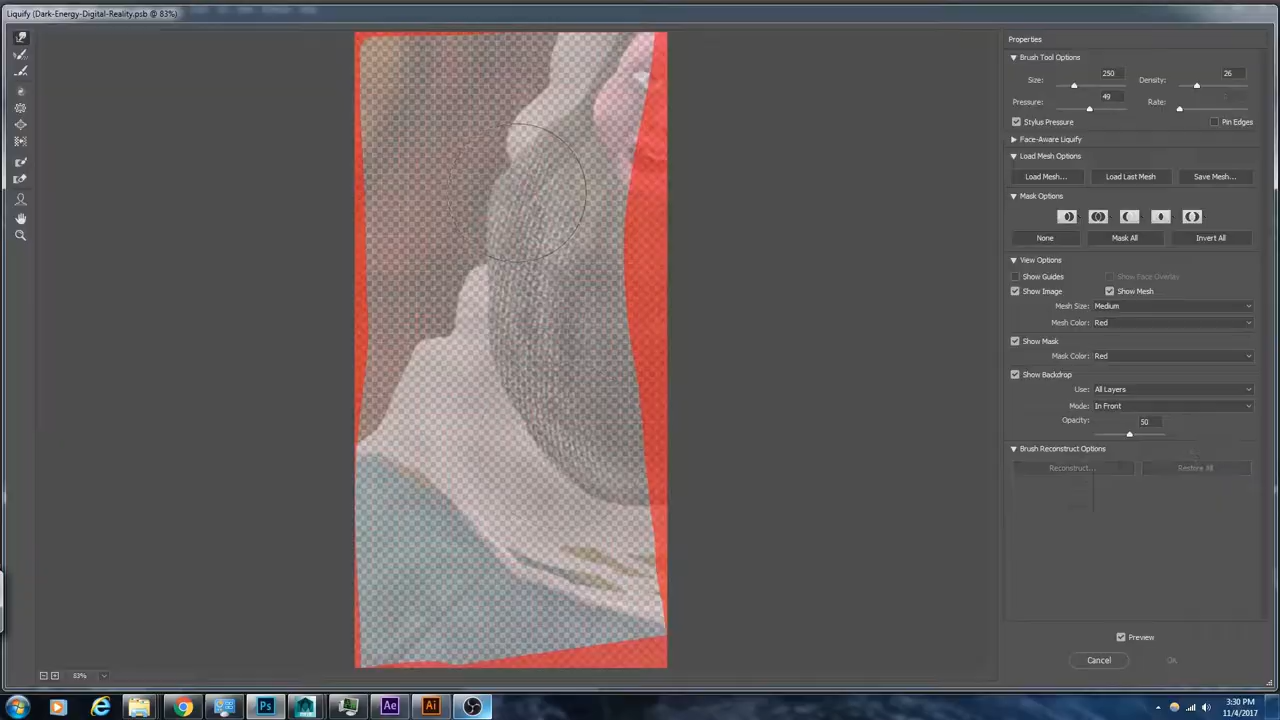 Liquify (Dark-Energy-Digital-Reality.psb @ 83%)
Properties
Brush Tool Options
Size: 250 Density: 26
Pressure: 49 Rate:
Stylus Pressure Pin Edges
Face-Aware Liquify
Load Mesh Options
Load Mesh... Load Last Mesh Save Mesh...
Mask Options
None Mask All Invert All
View Options
Show Guides Show Face Overlay
Show Image Show Mesh
Mesh Size: Medium
Mesh Color: Red
Show Mask
Mask Color: Red
Show Backdrop
Use: All Layers
Mode: In Front
Opacity: 50
Brush Reconstruct Options
Reconstruct... Restore All
Preview
Cancel OK
83%
Ps Ae Ai
3:30 PM
11/4/2017